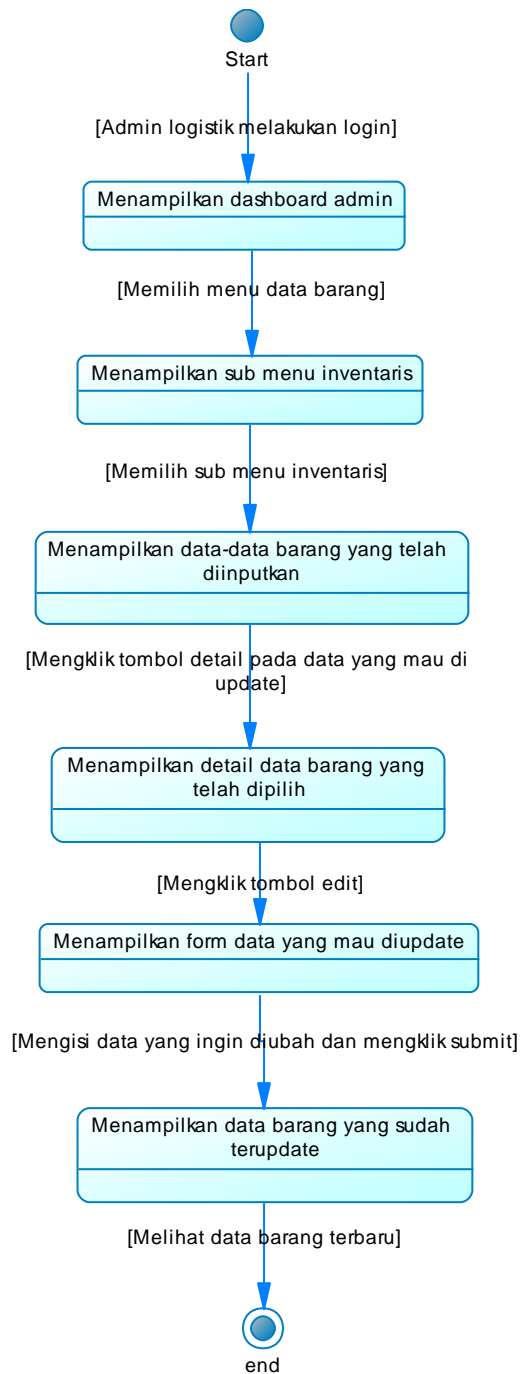 Start
[Admin logistik melakukan login]
Menampilkan dashboard admin
[Memilih menu data barang]
Menampilkan sub menu inventaris
[Memilih sub menu inventaris]
Menampilkan data-data barang yang telah
diinputkan
[Mengklik tombol detail pada data yang mau di
update]
Menampilkan detail data barang yang
telah dipilih
[Mengklik tombol edit]
Menampilkan form data yang mau diupdate
[Mengisi data yang ingin diubah dan mengklik submit]
Menampilkan data barang yang sudah
terupdate
[Melihat data barang terbaru]
end